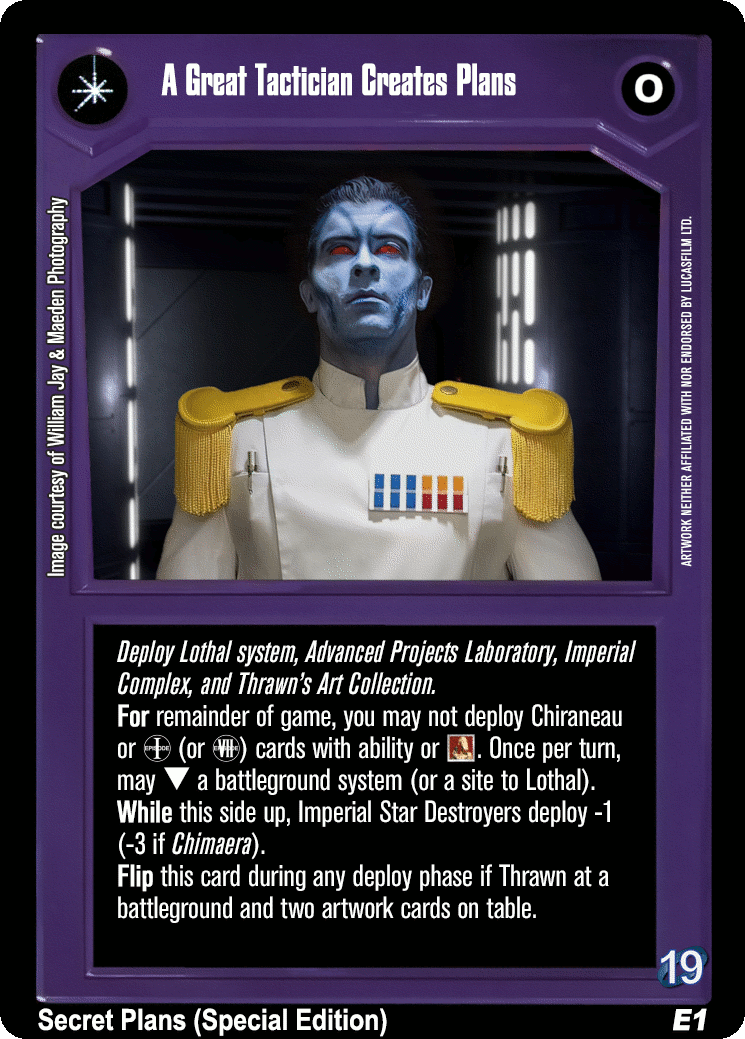 A Great Tactician Creates Plans
O
Image courtesy of William Jay & Maeden Photography
ARTWORK NEITHER AFFILIATED WITH NOR ENDORSED BY LUCASFILM LTD.
Deploy Lothal system, Advanced Projects Laboratory, Imperial
Complex, and Thrawn's Art Collection.
For remainder of game, you may not deploy Chiraneau
or EPISODE I (or EPISODE VII) cards with ability or . Once per turn,
may ▼ a battleground system (or a site to Lothal).
While this side up, Imperial Star Destroyers deploy -1
(-3 if Chimaera).
Flip this card during any deploy phase if Thrawn at a
battleground and two artwork cards on table.
19
Secret Plans (Special Edition)
E1